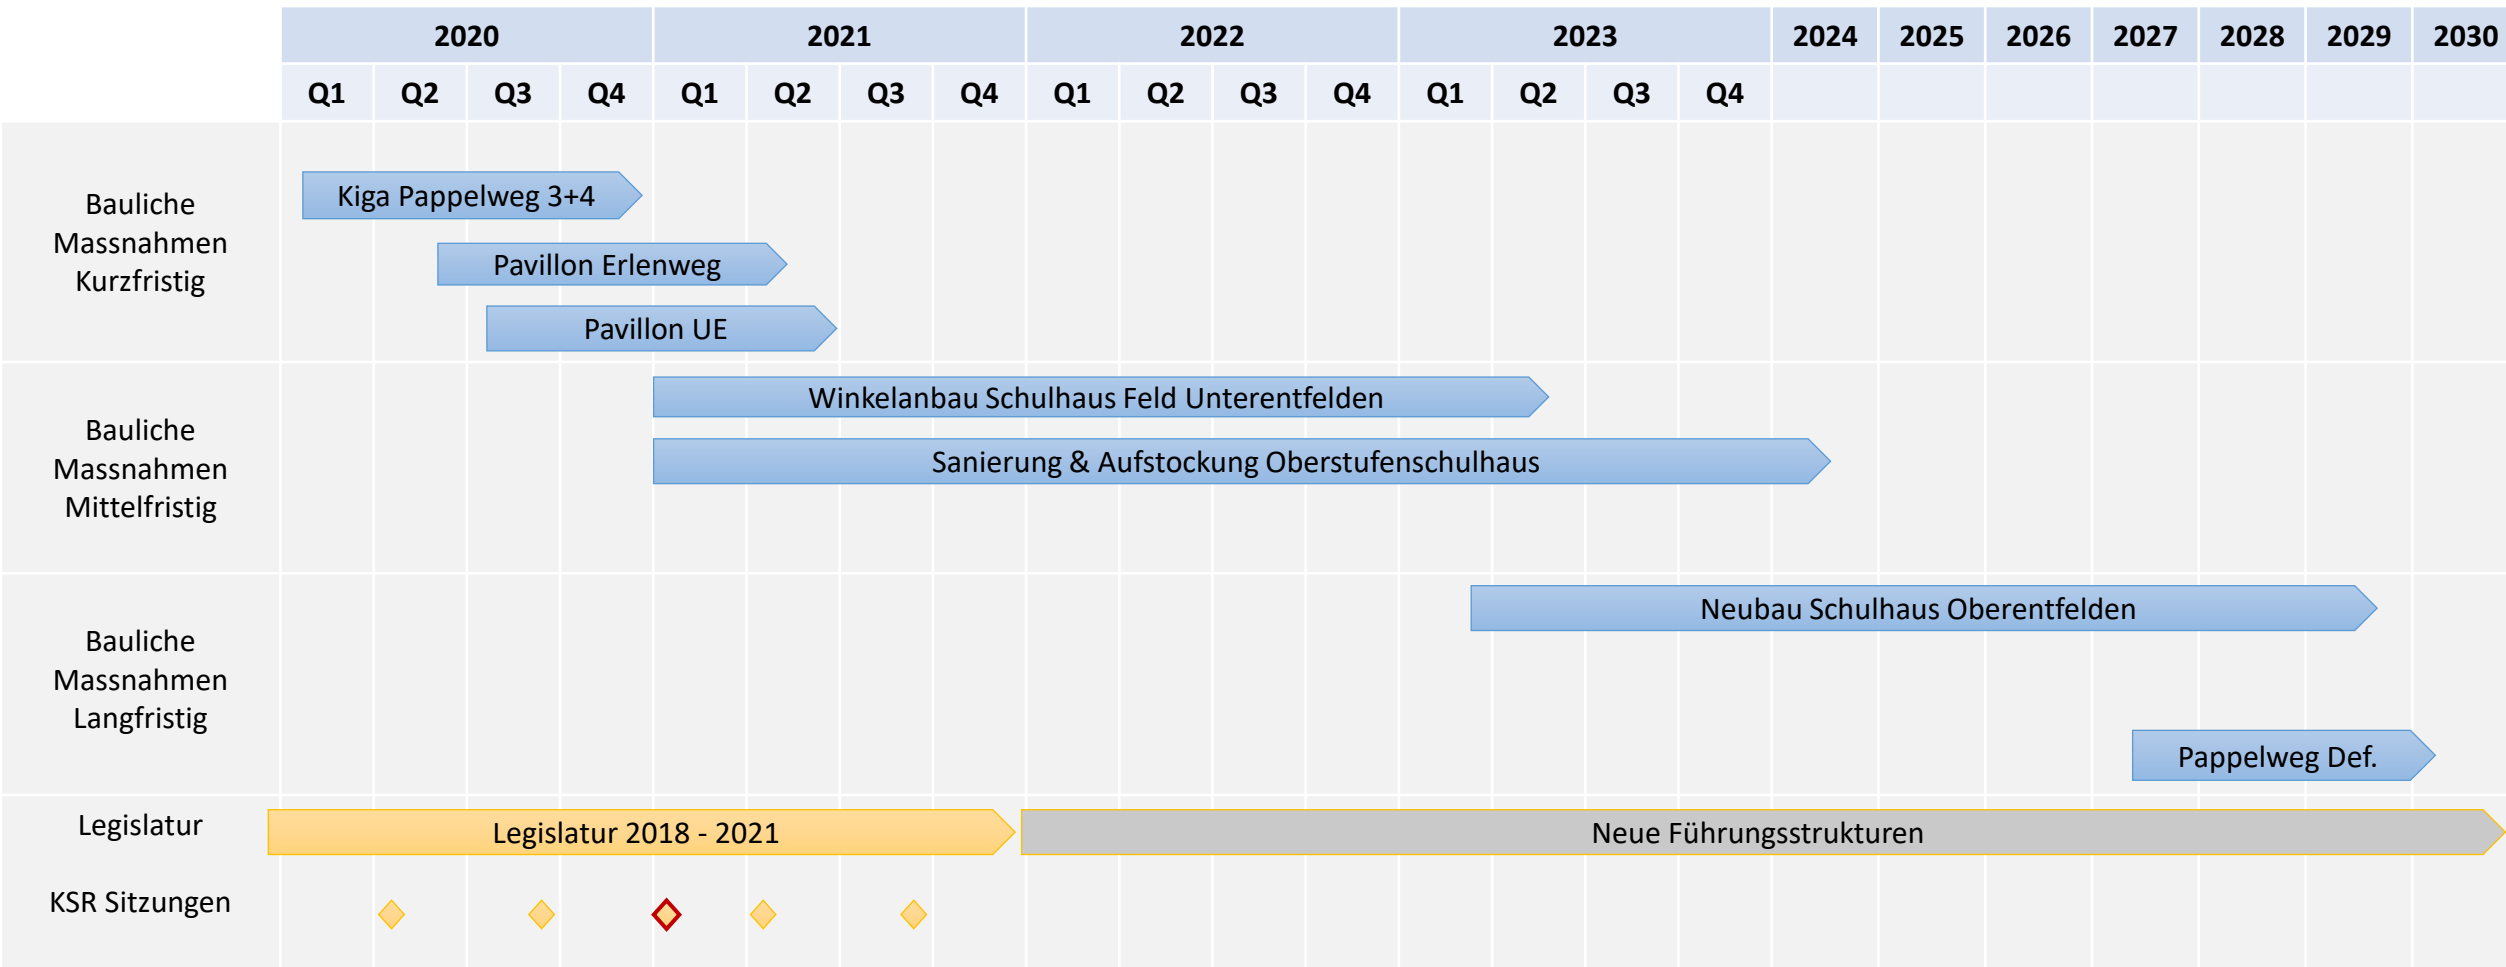 2020 2021 2022 2023 2024 2025 2026 2027 2028 2029 2030
Q1 Q2 Q3 Q4 Q1 Q2 Q3 Q4 Q1 Q2 Q3 Q4 Q1 Q2 Q3 Q4
Bauliche
Massnahmen
Kurzfristig
Kiga Pappelweg 3+4
Pavillon Erlenweg
Pavillon UE
Bauliche
Massnahmen
Mittelfristig
Winkelanbau Schulhaus Feld Unterentfelden
Sanierung & Aufstockung Oberstufenschulhaus
Bauliche
Massnahmen
Langfristig
Neubau Schulhaus Oberentfelden
Pappelweg Def.
Legislatur
Legislatur 2018 - 2021
Neue Führungsstrukturen
KSR Sitzungen